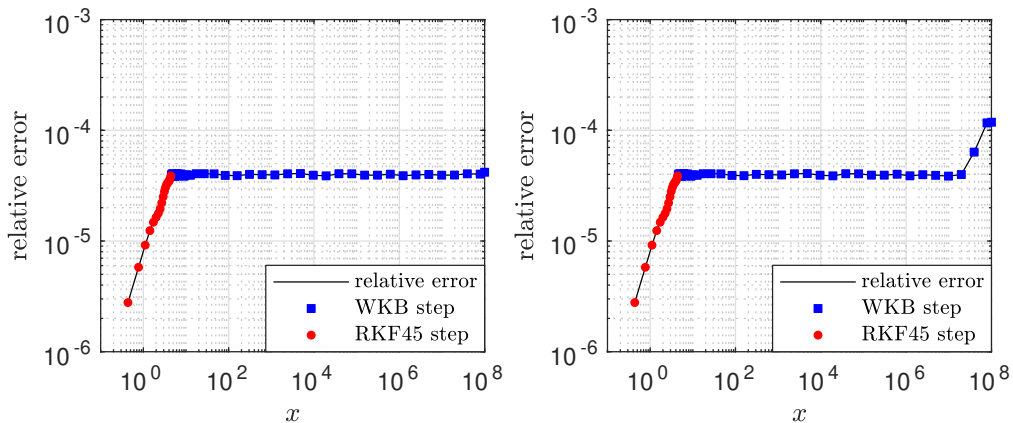 10^-3
10^-4
10^-5
10^-6
relative error
relative error
WKB step
RKF45 step
10^0
10^2
10^4
10^6
10^8
x
10^-3
10^-4
10^-5
10^-6
relative error
relative error
WKB step
RKF45 step
10^0
10^2
10^4
10^6
10^8
x